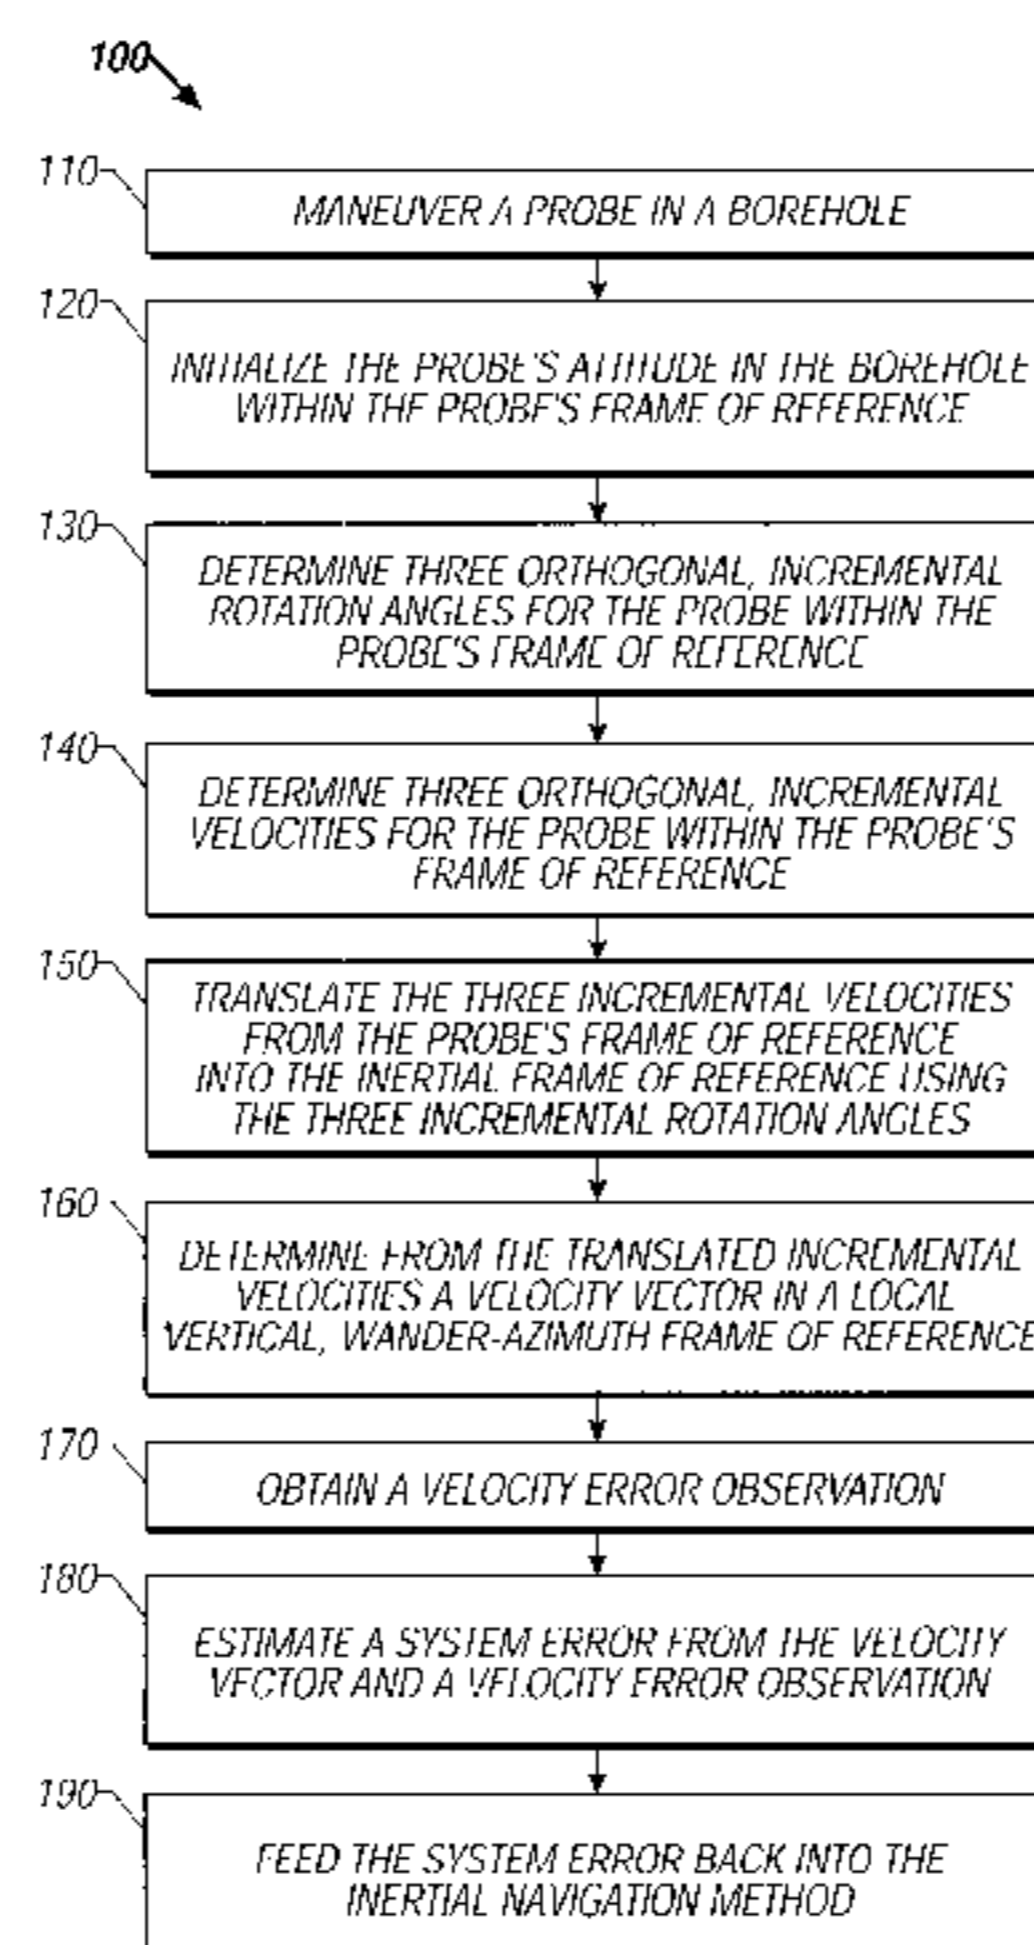 100
110
MANEUVER A PROBE IN A BOREHOLE
120
INITIALIZE THE PROBE'S ATTITUDE IN THE BOREHOLE
WITHIN THE PROBE'S FRAME OF REFERENCE
130
DETERMINE THREE ORTHOGONAL, INCREMENTAL
ROTATION ANGLES FOR THE PROBE WITHIN THE
PROBE'S FRAME OF REFERENCE
140
DETERMINE THREE ORTHOGONAL, INCREMENTAL
VELOCITIES FOR THE PROBE WITHIN THE PROBE'S
FRAME OF REFERENCE
150
TRANSLATE THE THREE INCREMENTAL VELOCITIES
FROM THE PROBE'S FRAME OF REFERENCE
INTO THE INERTIAL FRAME OF REFERENCE USING
THE THREE INCREMENTAL ROTATION ANGLES
160
DETERMINE FROM THE TRANSLATED INCREMENTAL
VELOCITIES A VELOCITY VECTOR IN A LOCAL
VERTICAL, WANDER-AZIMUTH FRAME OF REFERENCE
170
OBTAIN A VELOCITY ERROR OBSERVATION
180
ESTIMATE A SYSTEM ERROR FROM THE VELOCITY
VECTOR AND A VELOCITY ERROR OBSERVATION
190
FEED THE SYSTEM ERROR BACK INTO THE
INERTIAL NAVIGATION METHOD